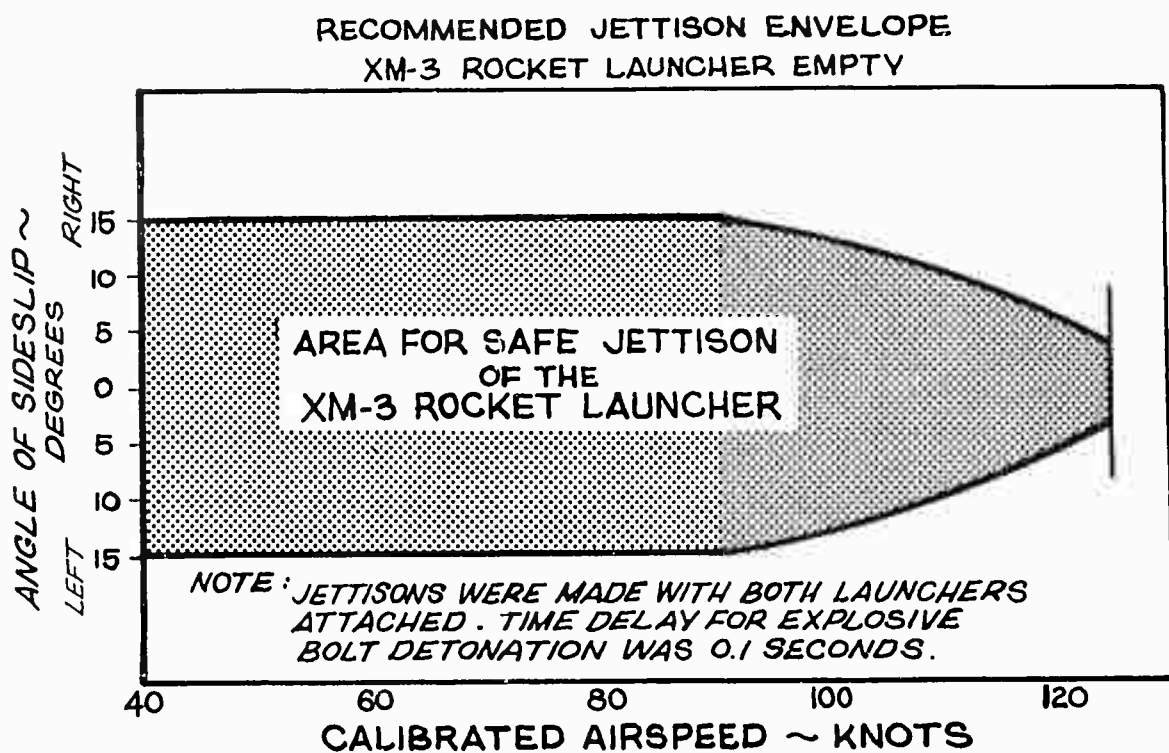 RECOMMENDED JETTISON ENVELOPE
XM-3 ROCKET LAUNCHER EMPTY
ANGLE OF SIDESLIP ~
DEGREES
RIGHT
LEFT
15
10
5
0
5
10
15
AREA FOR SAFE JETTISON
OF THE
XM-3 ROCKET LAUNCHER
NOTE: JETTISONS WERE MADE WITH BOTH LAUNCHERS
ATTACHED. TIME DELAY FOR EXPLOSIVE
BOLT DETONATION WAS 0.1 SECONDS.
40 60 80 100 120
CALIBRATED AIRSPEED ~ KNOTS